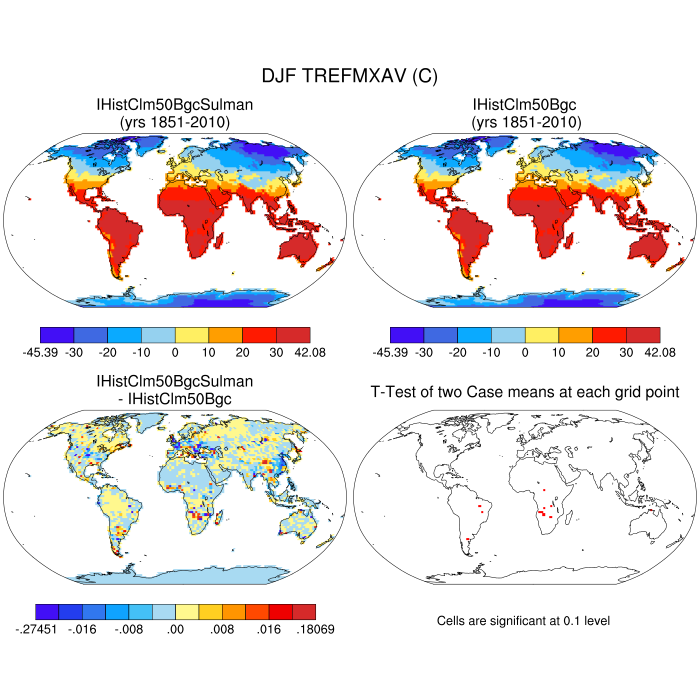 DJF TREFMXAV (C)
IHistClm50BgcSulman
(yrs 1851-2010)
IHistClm50Bgc
(yrs 1851-2010)
-45.39 -30 -20 -10 0 10 20 30 42.08
-45.39 -30 -20 -10 0 10 20 30 42.08
IHistClm50BgcSulman
- IHistClm50Bgc
T-Test of two Case means at each grid point
-.27451 -.016 -.008 .00 .008 .016 .18069
Cells are significant at 0.1 level